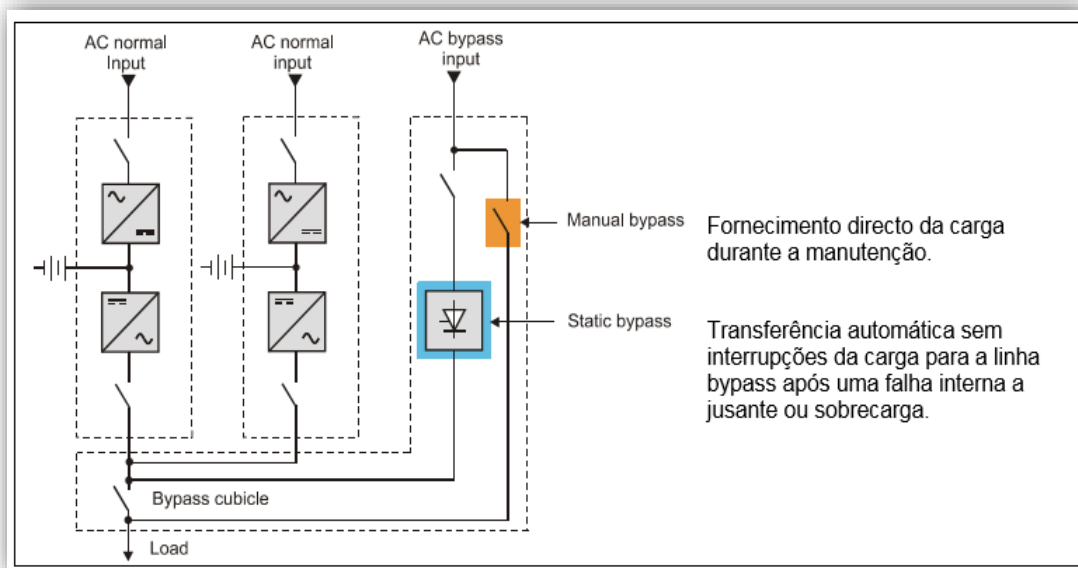 AC normal
Input
AC normal
input
AC bypass
input
Manual bypass
Fornecimento directo da carga
durante a manutenção.
Static bypass
Transferência automática sem
interrupções da carga para a linha
bypass após uma falha interna a
jusante ou sobrecarga.
Bypass cubicle
Load